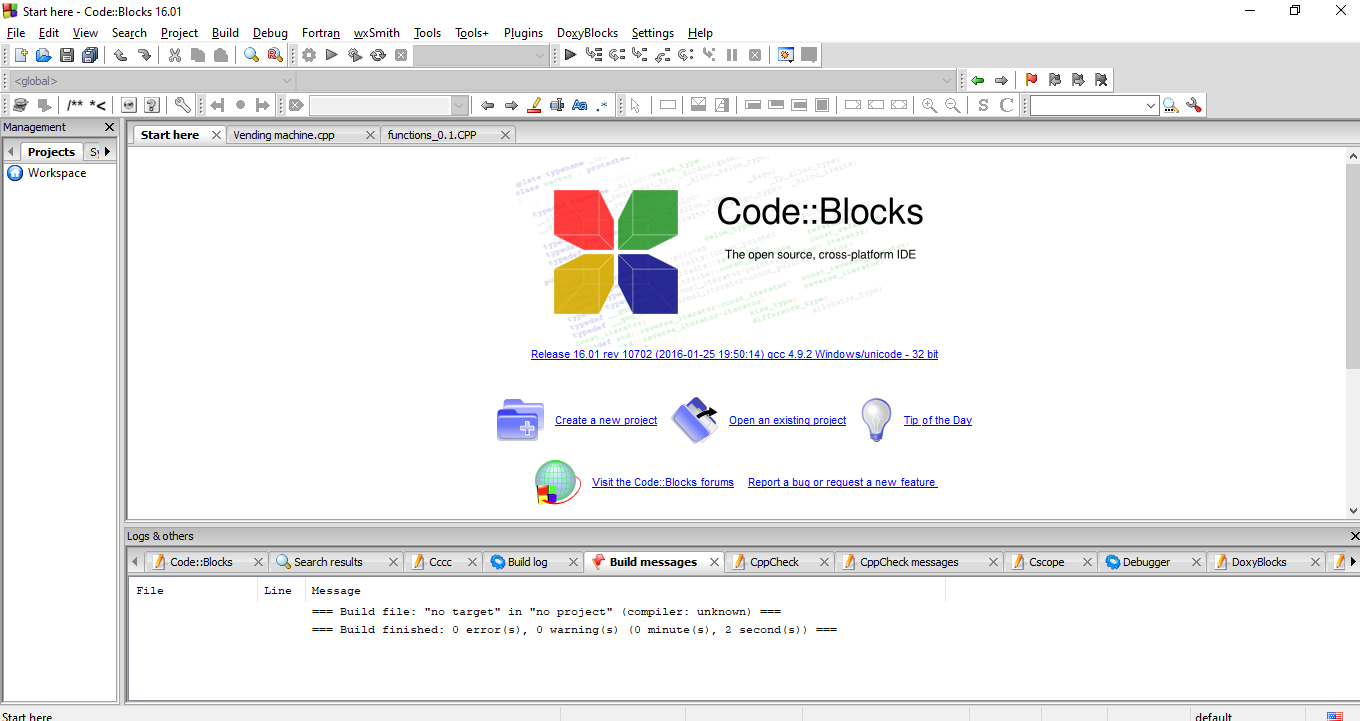 Start here - Code::Blocks 16.01
File Edit View Search Project Build Debug Fortran wxSmith Tools Tools+ Plugins DoxyBlocks Settings Help
<global>
/** *<
Aa .*
S C
Management
Projects Sy
Workspace
Start here Vending machine.cpp functions_0.1.CPP
Code::Blocks
The open source, cross-platform IDE
Release 16.01 rev 10702 (2016-01-25 19:50:14) gcc 4.9.2 Windows/unicode - 32 bit
Create a new project Open an existing project Tip of the Day
Visit the Code::Blocks forums Report a bug or request a new feature
Logs & others
Code::Blocks Search results Cccc Build log Build messages CppCheck CppCheck messages Cscope Debugger DoxyBlocks
File Line Message
=== Build file: "no target" in "no project" (compiler: unknown) ===
=== Build finished: 0 error(s), 0 warning(s) (0 minute(s), 2 second(s)) ===
Start here default